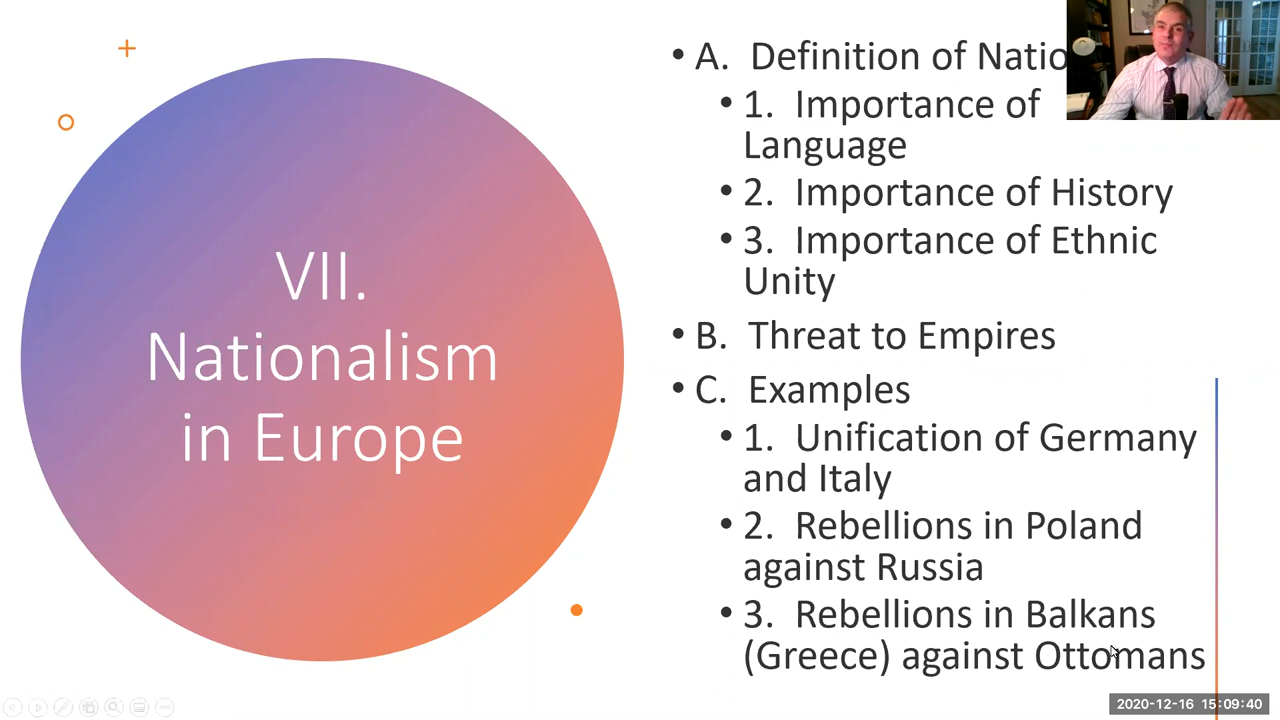 VII.
Nationalism
in Europe
• A. Definition of Natio
• 1. Importance of
Language
• 2. Importance of History
• 3. Importance of Ethnic
Unity
• B. Threat to Empires
• C. Examples
• 1. Unification of Germany
and Italy
• 2. Rebellions in Poland
against Russia
• 3. Rebellions in Balkans
(Greece) against Ottomans
2020-12-16 15:09:40